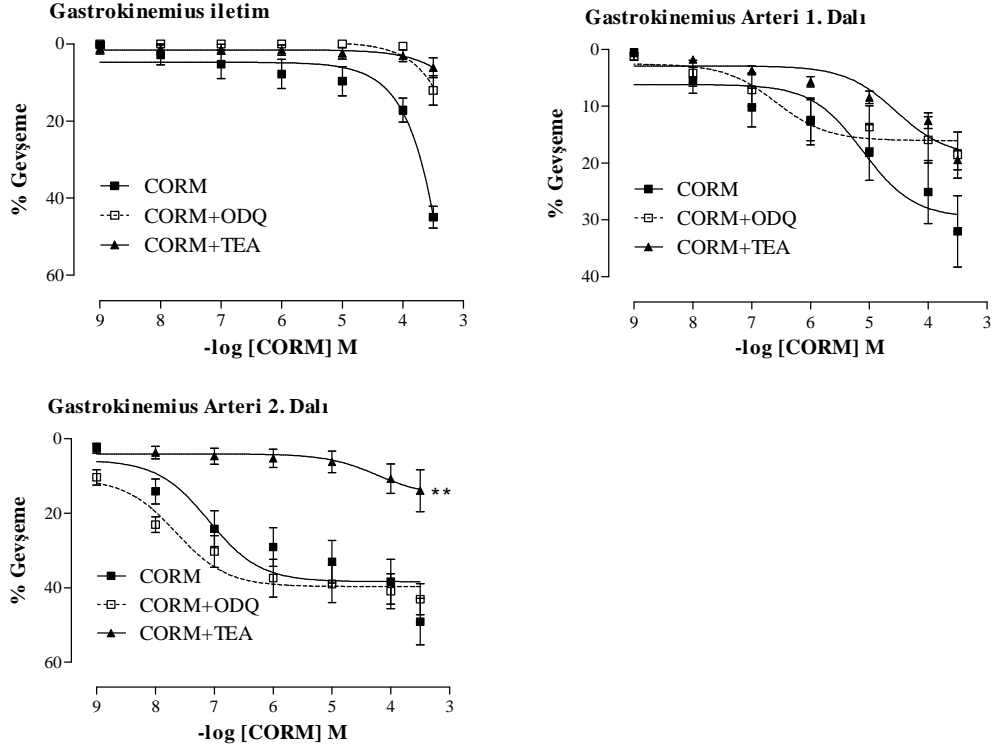 Gastrokinemius iletim
0
20
40
60
% Gevşeme
CORM
CORM+ODQ
CORM+TEA
9 8 7 6 5 4 3
-log [CORM] M
Gastrokinemius Arteri 1. Dalı
0
10
20
30
40
% Gevşeme
CORM
CORM+ODQ
CORM+TEA
9 8 7 6 5 4 3
-log [CORM] M
Gastrokinemius Arteri 2. Dalı
0
20
40
60
% Gevşeme
**
CORM
CORM+ODQ
CORM+TEA
9 8 7 6 5 4 3
-log [CORM] M